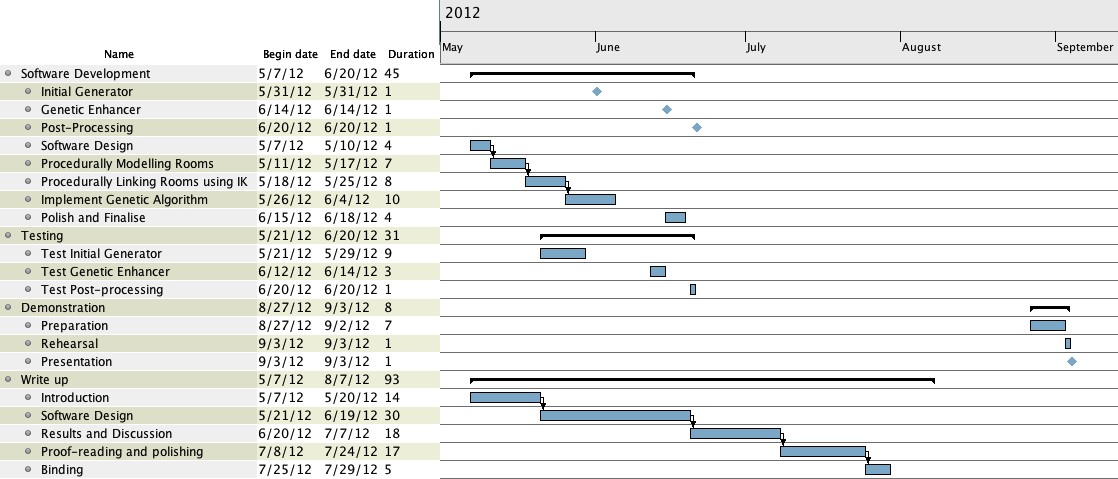 2012
May June July August September
Name Begin date End date Duration
Software Development 5/7/12 6/20/12 45
Initial Generator 5/31/12 5/31/12 1
Genetic Enhancer 6/14/12 6/14/12 1
Post-Processing 6/20/12 6/20/12 1
Software Design 5/7/12 5/10/12 4
Procedurally Modelling Rooms 5/11/12 5/17/12 7
Procedurally Linking Rooms using IK 5/18/12 5/25/12 8
Implement Genetic Algorithm 5/26/12 6/4/12 10
Polish and Finalise 6/15/12 6/18/12 4
Testing 5/21/12 6/20/12 31
Test Initial Generator 5/21/12 5/29/12 9
Test Genetic Enhancer 6/12/12 6/14/12 3
Test Post-processing 6/20/12 6/20/12 1
Demonstration 8/27/12 9/3/12 8
Preparation 8/27/12 9/2/12 7
Rehearsal 9/3/12 9/3/12 1
Presentation 9/3/12 9/3/12 1
Write up 5/7/12 8/7/12 93
Introduction 5/7/12 5/20/12 14
Software Design 5/21/12 6/19/12 30
Results and Discussion 6/20/12 7/7/12 18
Proof-reading and polishing 7/8/12 7/24/12 17
Binding 7/25/12 7/29/12 5